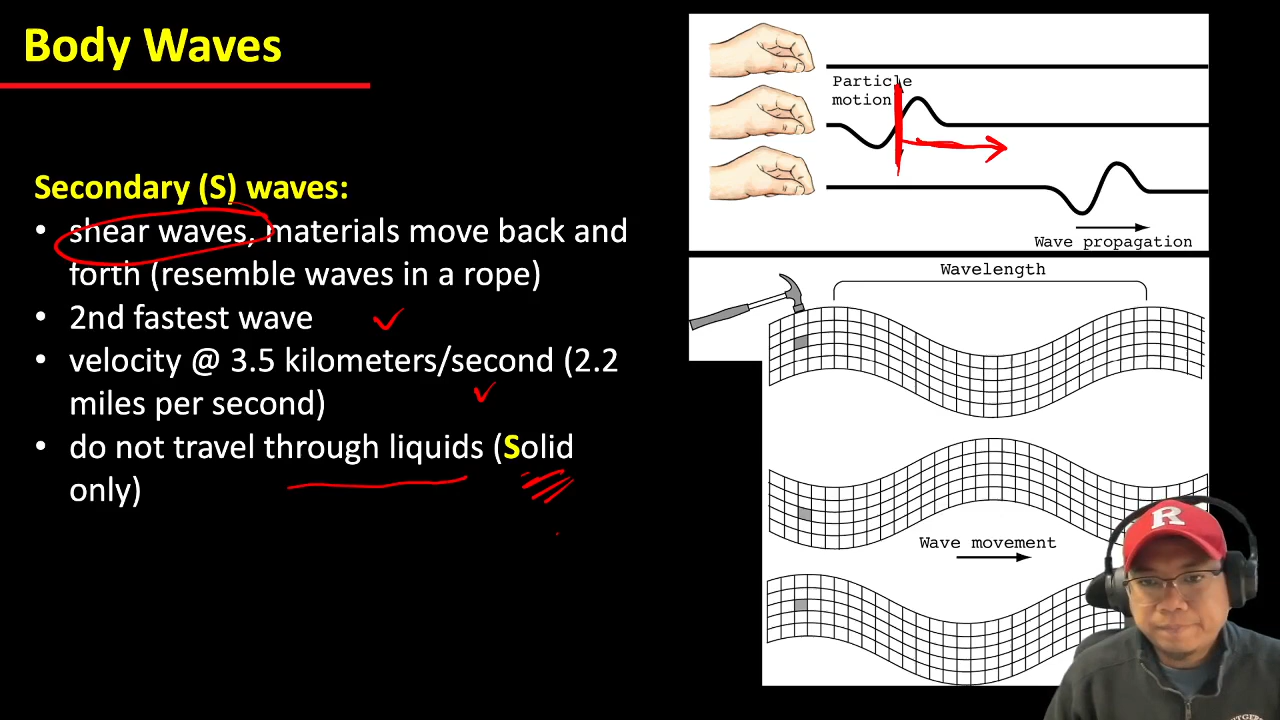 Body Waves
Secondary (S) waves:
• shear waves, materials move back and
forth (resemble waves in a rope)
• 2nd fastest wave
• velocity @ 3.5 kilometers/second (2.2
miles per second)
• do not travel through liquids (Solid
only)
Particle
motion
Wave propagation
Wavelength
Wave movement
R